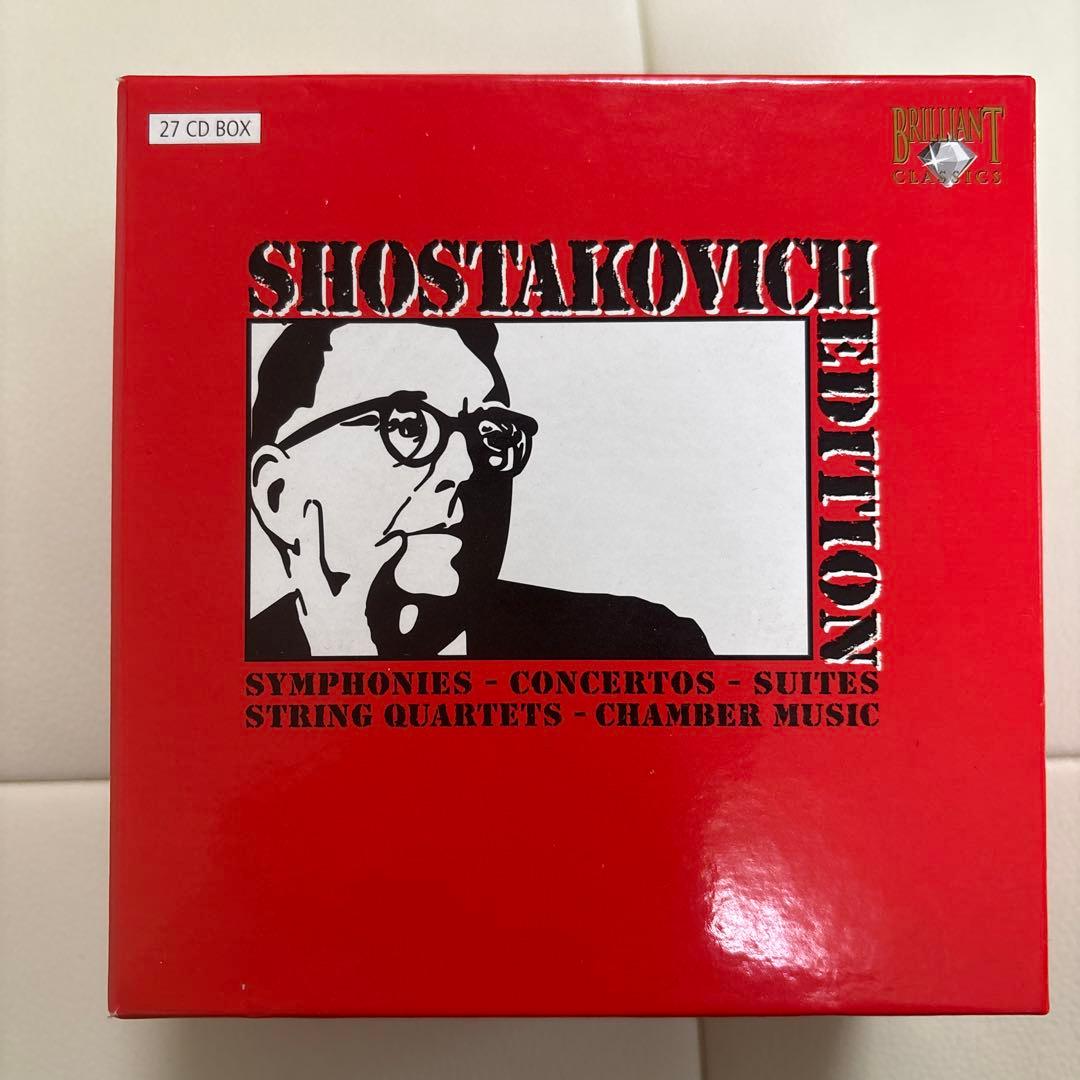 27 CD BOX
BRILLIANT
CLASSICS
SHOSTAKOVICH
EDITION
SYMPHONIES - CONCERTOS - SUITES
STRING QUARTETS - CHAMBER MUSIC